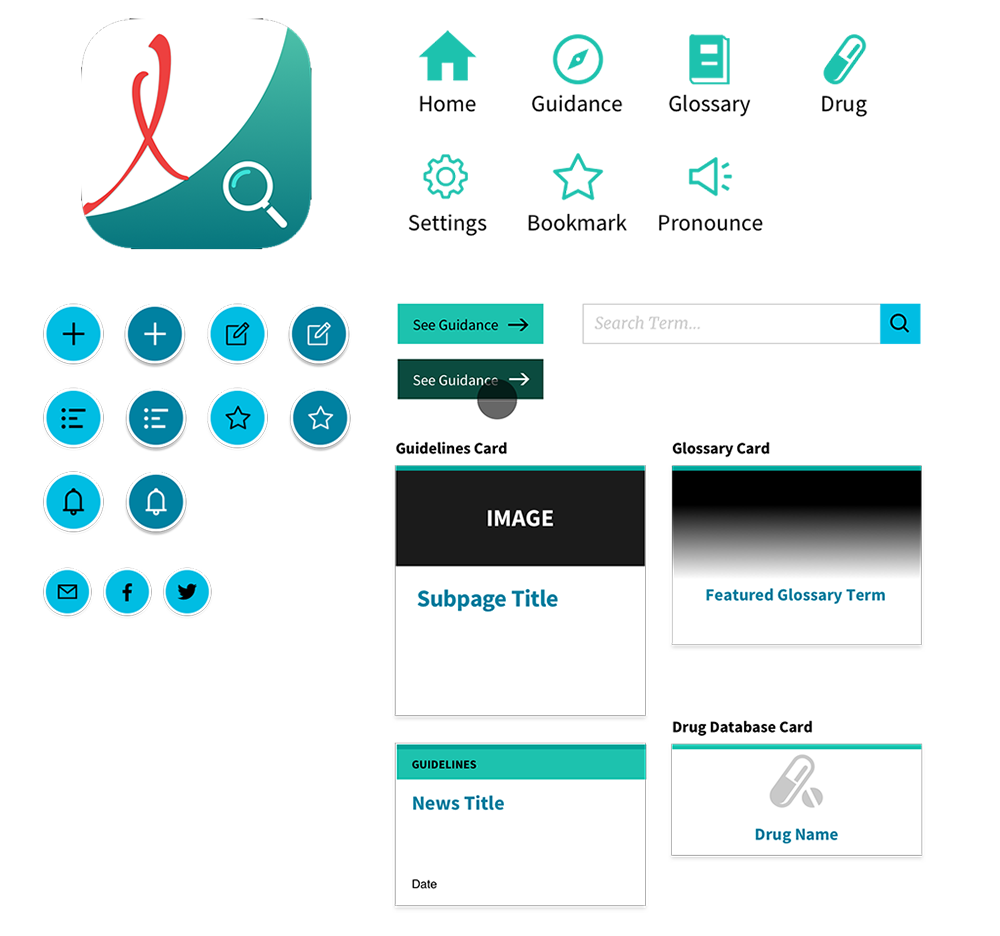 Home
Guidance
Glossary
Drug
Settings
Bookmark
Pronounce
See Guidance
Search Term...
See Guidance
Guidelines Card
Glossary Card
IMAGE
Subpage Title
Featured Glossary Term
Drug Database Card
GUIDELINES
News Title
Drug Name
Date